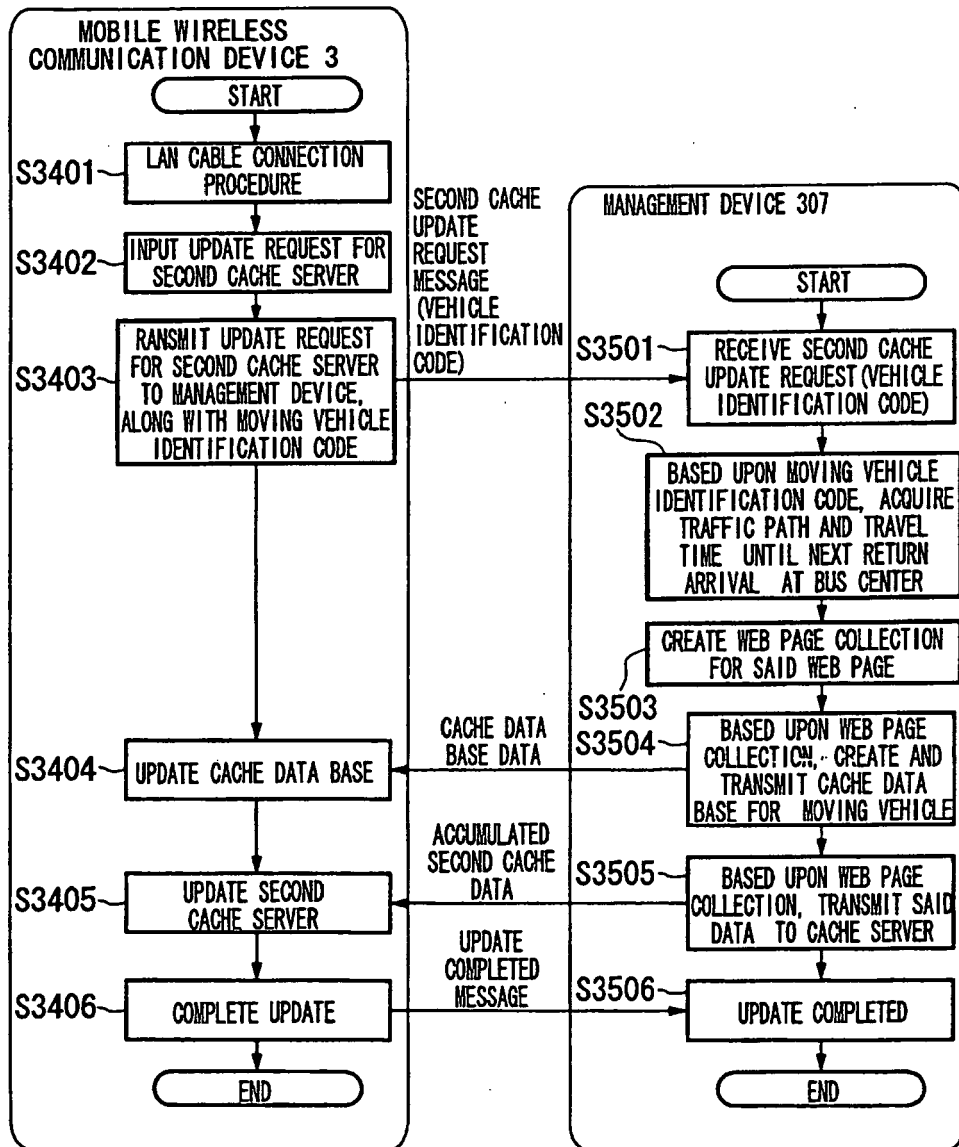 MOBILE WIRELESS
COMMUNICATION DEVICE 3
START
S3401
LAN CABLE CONNECTION
PROCEDURE
S3402
INPUT UPDATE REQUEST FOR
SECOND CACHE SERVER
S3403
RANSMIT UPDATE REQUEST
FOR SECOND CACHE SERVER
TO MANAGEMENT DEVICE,
ALONG WITH MOVING VEHICLE
IDENTIFICATION CODE
S3404
UPDATE CACHE DATA BASE
S3405
UPDATE SECOND
CACHE SERVER
S3406
COMPLETE UPDATE
END
SECOND CACHE
UPDATE
REQUEST
MESSAGE
(VEHICLE
IDENTIFICATION
CODE)
CACHE DATA
BASE DATA
ACCUMULATED
SECOND CACHE
DATA
UPDATE
COMPLETED
MESSAGE
MANAGEMENT DEVICE 307
START
S3501
RECEIVE SECOND CACHE
UPDATE REQUEST(VEHICLE
IDENTIFICATION CODE)
S3502
BASED UPON MOVING VEHICLE
IDENTIFICATION CODE, ACQUIRE
TRAFFIC PATH AND TRAVEL
TIME UNTIL NEXT RETURN
ARRIVAL AT BUS CENTER
CREATE WEB PAGE COLLECTION
FOR SAID WEB PAGE
S3503
S3504
BASED UPON WEB PAGE
COLLECTION, CREATE AND
TRANSMIT CACHE DATA
BASE FOR MOVING VEHICLE
S3505
BASED UPON WEB PAGE
COLLECTION, TRANSMIT SAID
DATA TO CACHE SERVER
S3506
UPDATE COMPLETED
END